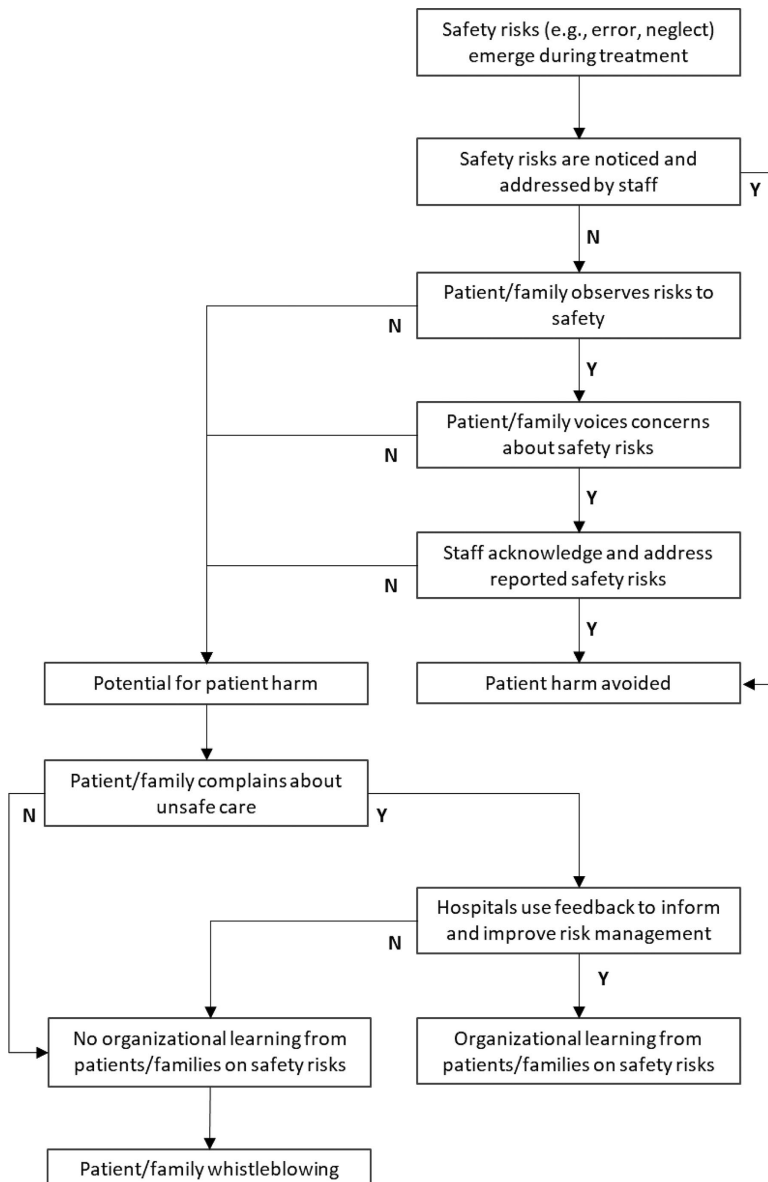 Safety risks (e.g., error, neglect)
emerge during treatment
Safety risks are noticed and
addressed by staff
Y
N
Patient/family observes risks to
safety
N
Y
Patient/family voices concerns
about safety risks
N
Y
Staff acknowledge and address
reported safety risks
N
Y
Potential for patient harm
Patient harm avoided
Patient/family complains about
unsafe care
N
Y
Hospitals use feedback to inform
and improve risk management
N
Y
No organizational learning from
patients/families on safety risks
Organizational learning from
patients/families on safety risks
Patient/family whistleblowing